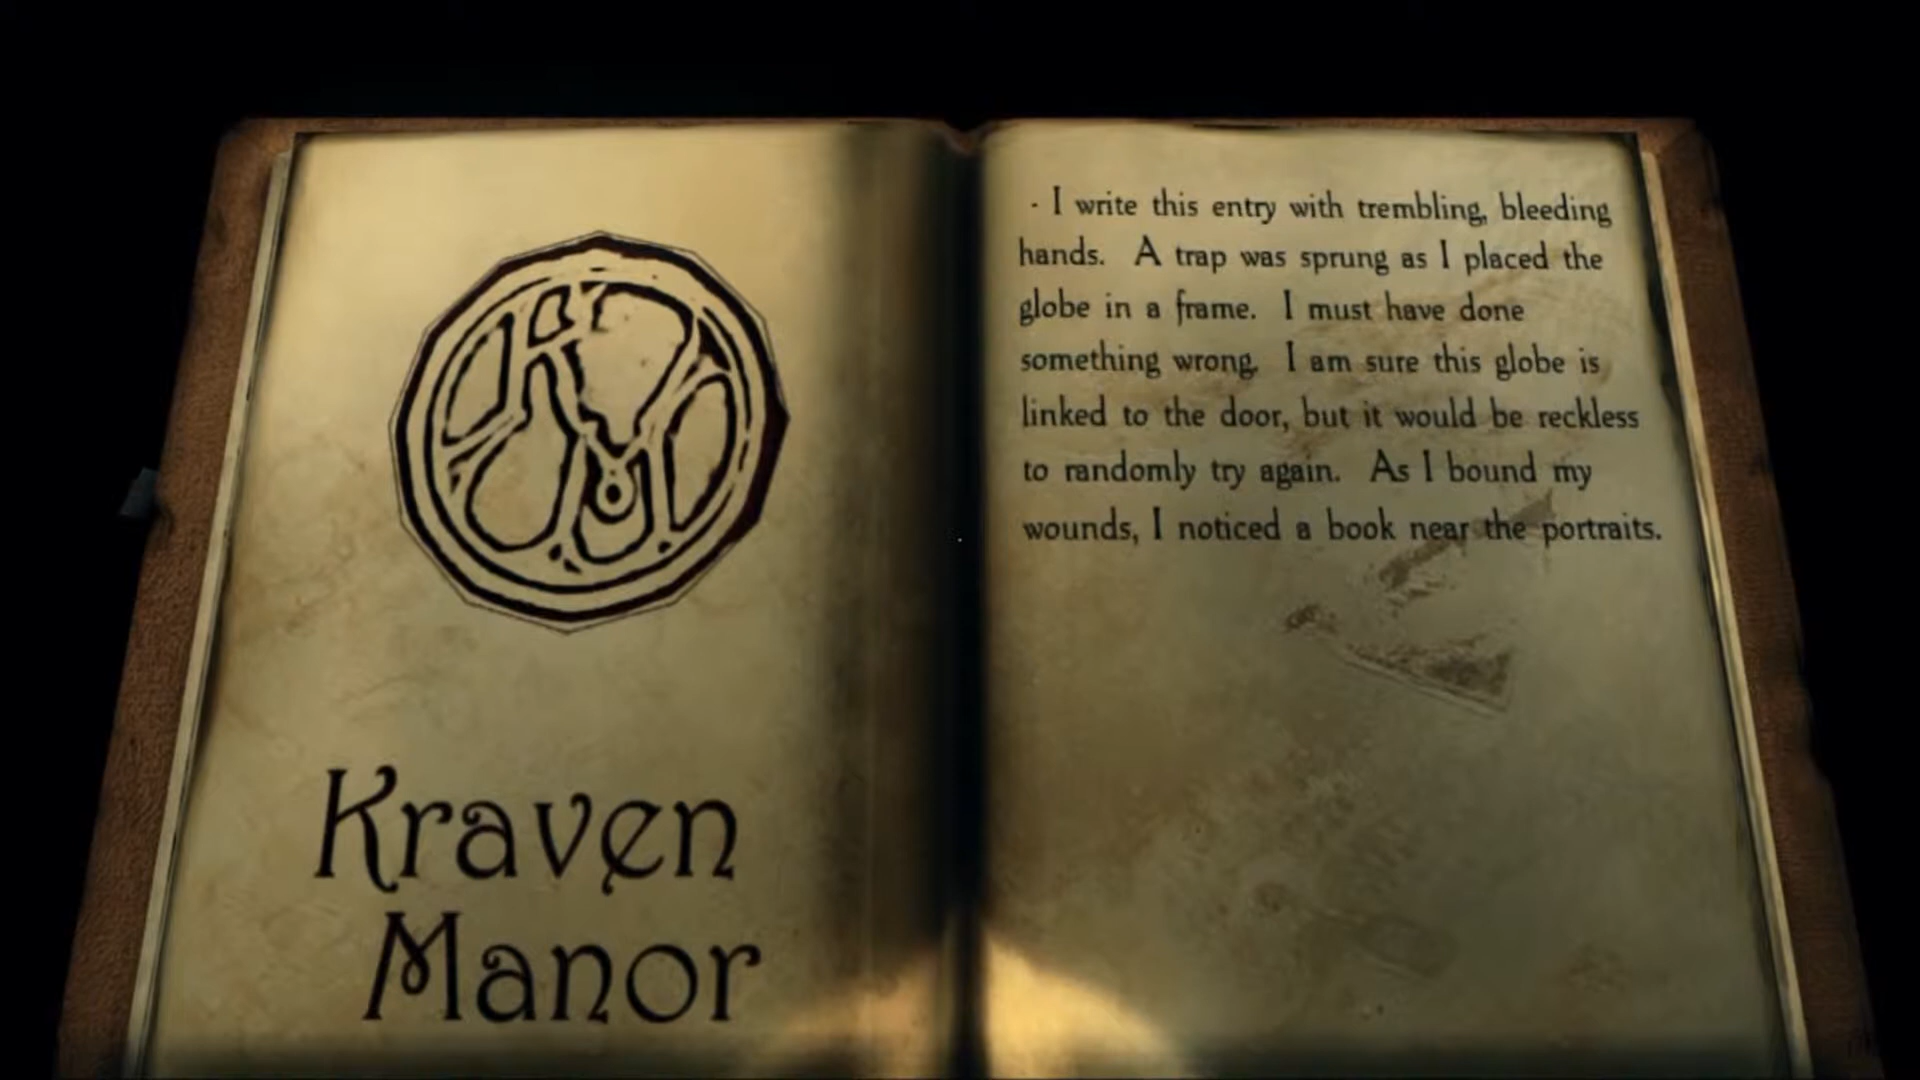 Kraven
Manor
- I write this entry with trembling, bleeding
hands. A trap was sprung as I placed the
globe in a frame. I must have done
something wrong. I am sure this globe is
linked to the door, but it would be reckless
to randomly try again. As I bound my
wounds, I noticed a book near the portraits.